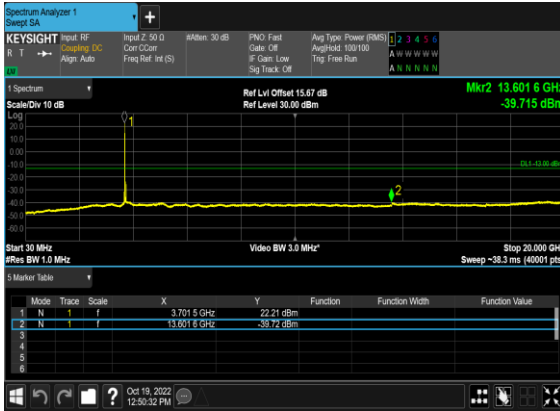 Spectrum Analyzer 1
Swept SA
+
KEYSIGHT
R T
LV
Input: RF
Coupling: DC
Align: Auto
Input Z: 50 Ω
Corr CCorr
Freq Ref: Int (S)
#Atten: 30 dB
PNO: Fast
Gate: Off
IF Gain: Low
Sig Track: Off
Avg Type: Power (RMS)
Avg|Hold: 100/100
Trig: Free Run
1 2 3 4 5 6
A W W W W W
A N N N N N
1 Spectrum
Scale/Div 10 dB
Ref Lvl Offset 15.67 dB
Ref Level 30.00 dBm
Mkr2 13.601 6 GHz
-39.715 dBm
Log
20.0
10.0
0.00
-10.0
-20.0
-30.0
-40.0
-50.0
-60.0
1
DL1 -13.00 dBm
2
Start 30 MHz
#Res BW 1.0 MHz
Video BW 3.0 MHz*
Stop 20.000 GH
Sweep ~38.3 ms (40001 pts
5 Marker Table
Mode Trace Scale X Y Function Function Width Function Value
1 N 1 f 3.701 5 GHz 22.21 dBm
2 N 1 f 13.601 6 GHz -39.72 dBm
3
4
5
6
?
Oct 19, 2022
12:50:32 PM